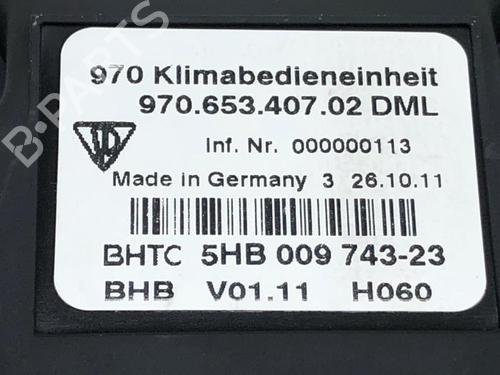 970 Klimabedieneinheit
970.653.407.02 DML
Inf. Nr. 000000113
Made in Germany 3 26.10.11
BHTC 5HB 009 743-23
BHB V01.11 H060
B-PARTS